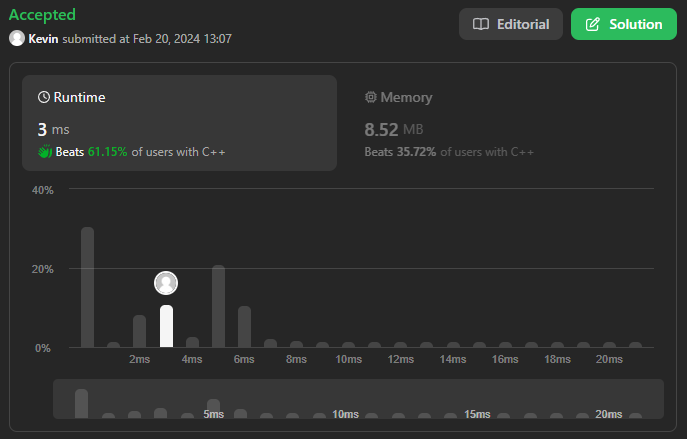 Accepted
Editorial
Solution
Kevin submitted at Feb 20, 2024 13:07
Runtime
Memory
3 ms
8.52 MB
Beats 61.15% of users with C++
Beats 35.72% of users with C++
40%
20%
0%
2ms 4ms 6ms 8ms 10ms 12ms 14ms 16ms 18ms 20ms
5ms 10ms 15ms 20ms